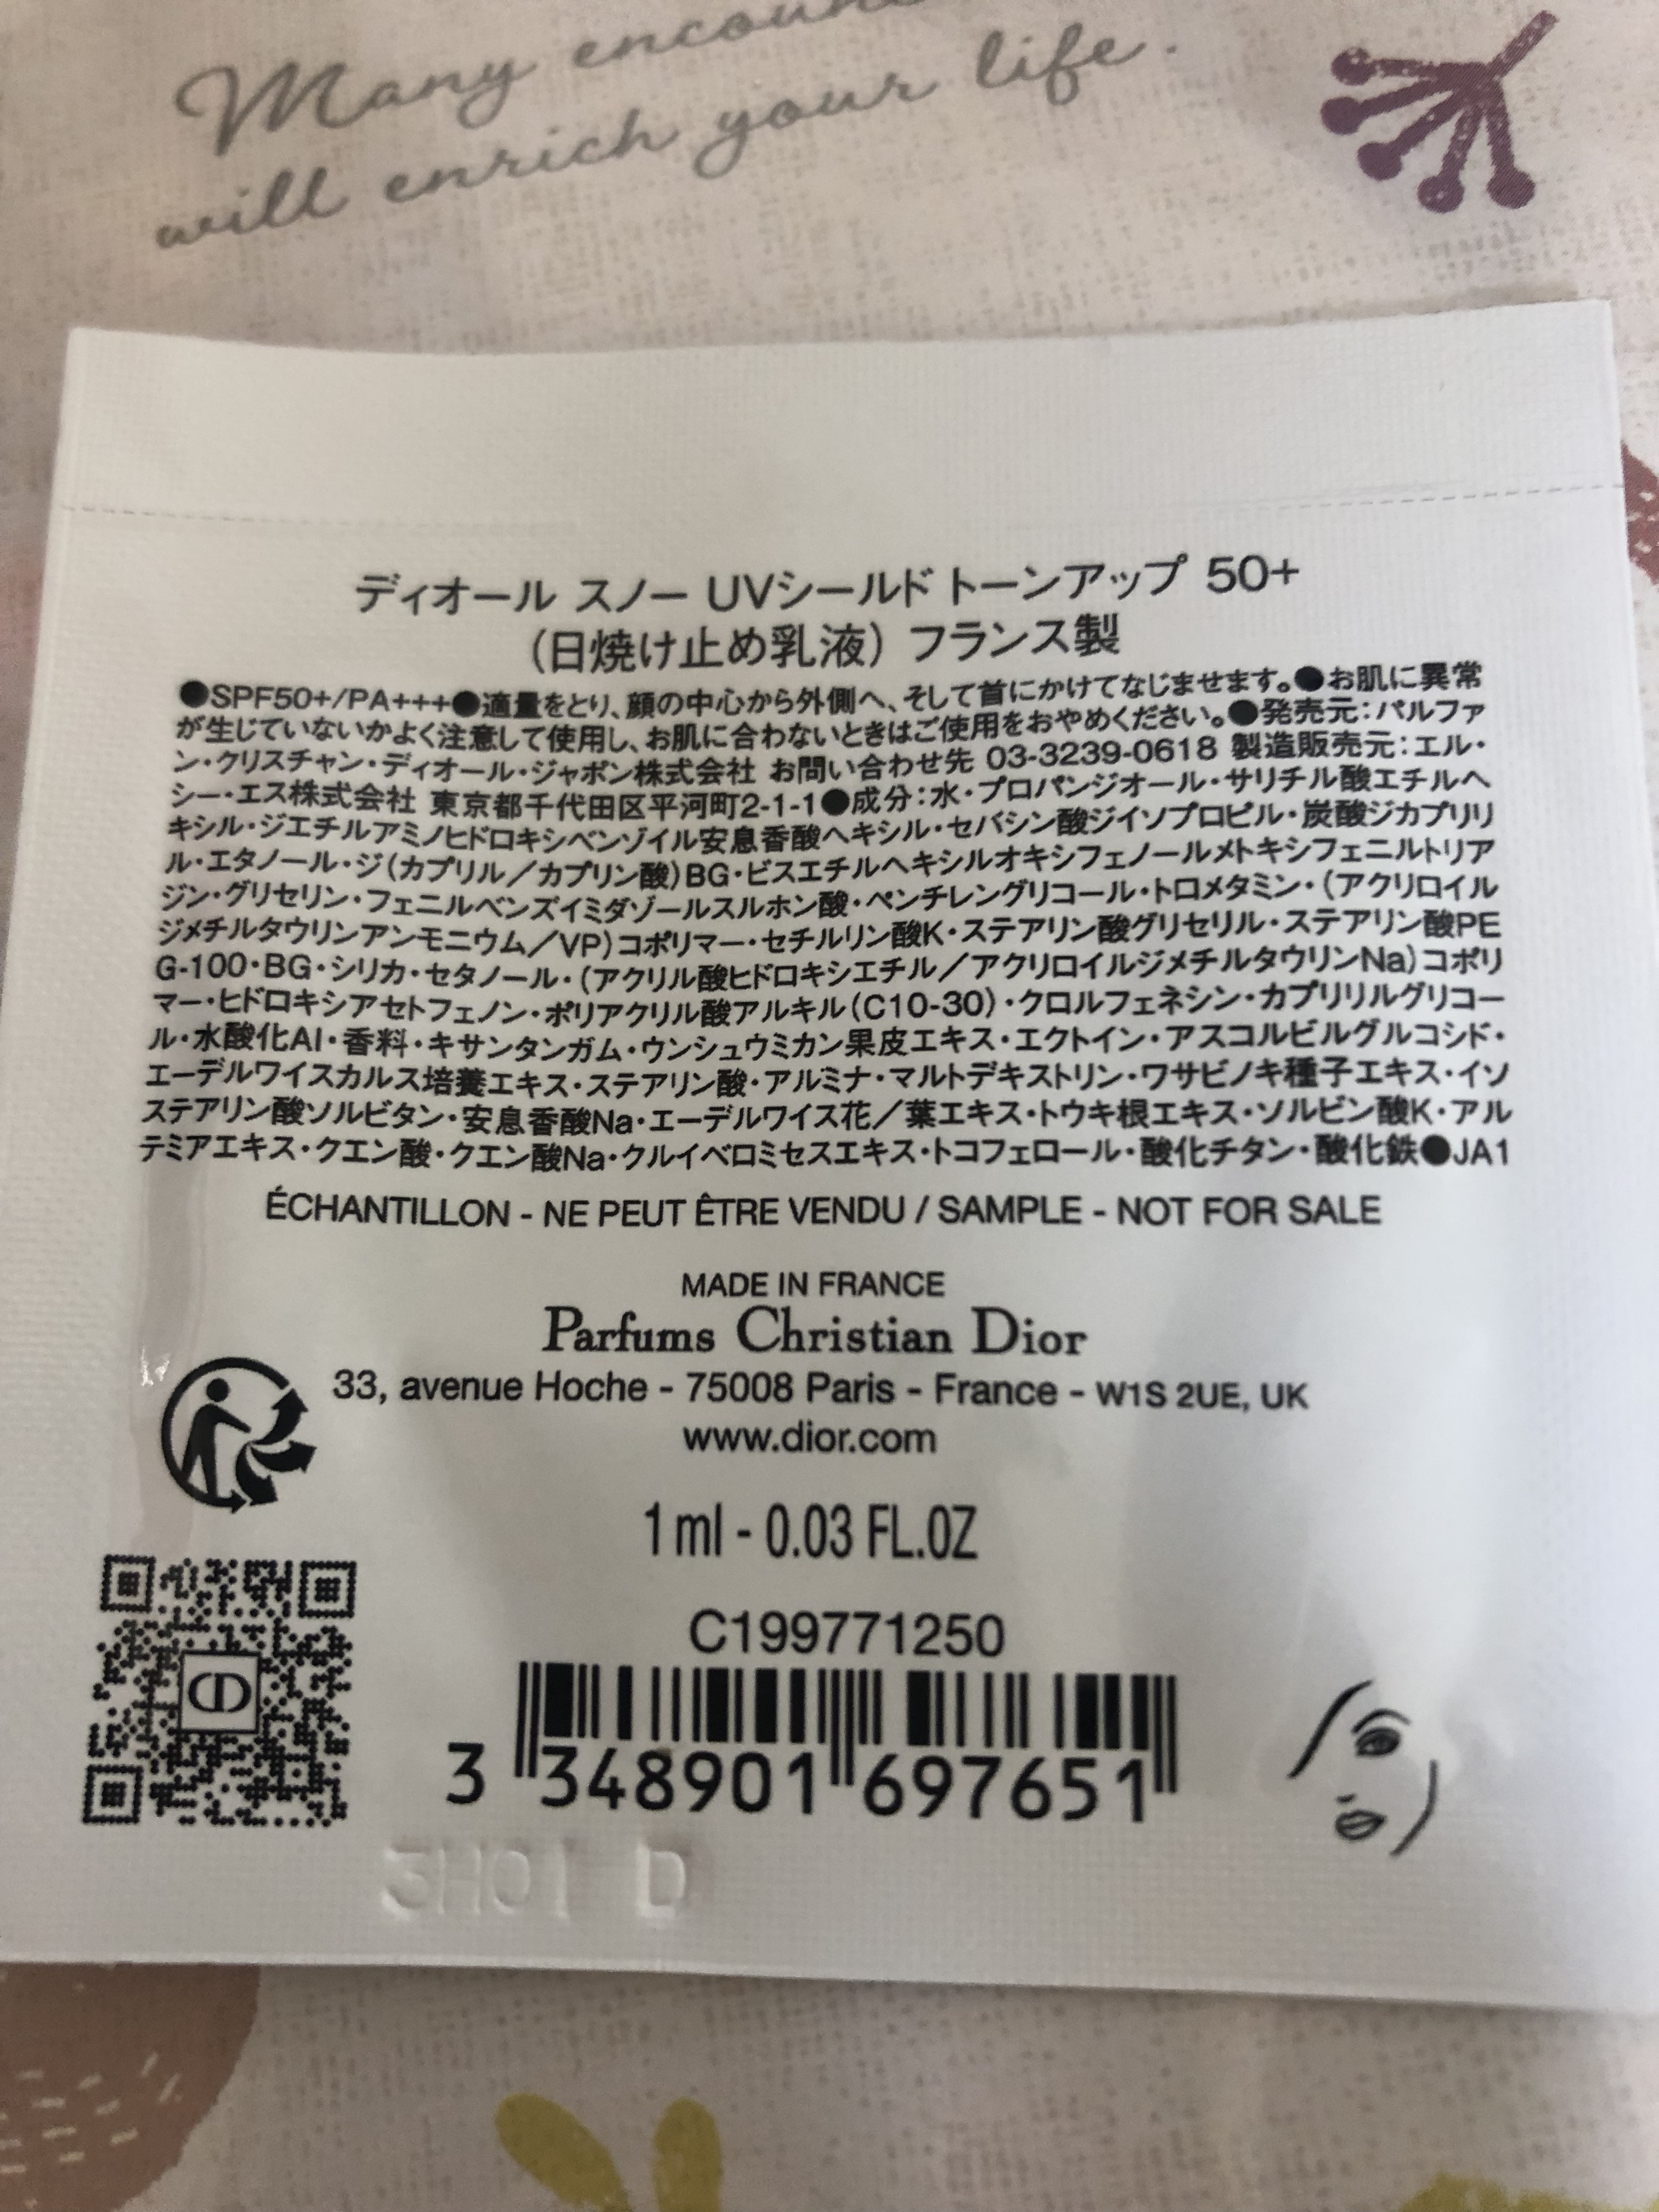 Many
will enrich your life.
ディオール スノー UVシールド トーンアップ 50+
(日焼け止め乳液) フランス製
●SPF50+/PA+++●適量をとり、顔の中心から外側へ、そして首にかけてなじませます。●お肌に異常
が生じていないかよく注意して使用し、お肌に合わないときはご使用をおやめください。●発売元:パルファ
ン・クリスチャン・ディオール・ジャポン株式会社 お問い合わせ先 03-3239-0618 製造販売元:エル・
シー・エス株式会社 東京都千代田区平河町2-1-1●成分:水・プロパンジオール・サリチル酸エチルヘ
キシル・ジエチルアミノヒドロキシベンゾイル安息香酸ヘキシル・セバシン酸ジイソプロピル・炭酸ジカプリリ
ル・エタノール・ジ(カプリル/カプリン酸)BG・ビスエチルヘキシルオキシフェノールメトキシフェニルトリア
ジン・グリセリン・フェニルベンズイミダゾールスルホン酸・ペンチレングリコール・トロメタミン・(アクリロイル
ジメチルタウリンアンモニウム/VP)コポリマー・セチルリン酸K・ステアリン酸グリセリル・ステアリン酸PE
G-100・BG・シリカ・セタノール・(アクリル酸ヒドロキシエチル/アクリロイルジメチルタウリンNa)コポリ
マー・ヒドロキシアセトフェノン・ポリアクリル酸アルキル(C10-30)・クロルフェネシン・カプリリルグリコー
ル・水酸化Al・香料・キサンタンガム・ウンシュウミカン果皮エキス・エクトイン・アスコルビルグルコシド・
エーデルワイスカルス培養エキス・ステアリン酸・アルミナ・マルトデキストリン・ワサビノキ種子エキス・イソ
ステアリン酸ソルビタン・安息香酸Na・エーデルワイス花/葉エキス・トウキ根エキス・ソルビン酸K・アル
テミアエキス・クエン酸・クエン酸Na・クルイベロミセスエキス・トコフェロール・酸化チタン・酸化鉄●JA1
ÉCHANTILLON - NE PEUT ÊTRE VENDU / SAMPLE - NOT FOR SALE
MADE IN FRANCE
Parfums Christian Dior
33, avenue Hoche - 75008 Paris - France - W1S 2UE, UK
www.dior.com
1 ml - 0.03 FL.OZ
C199771250
CD
3 348901 697651